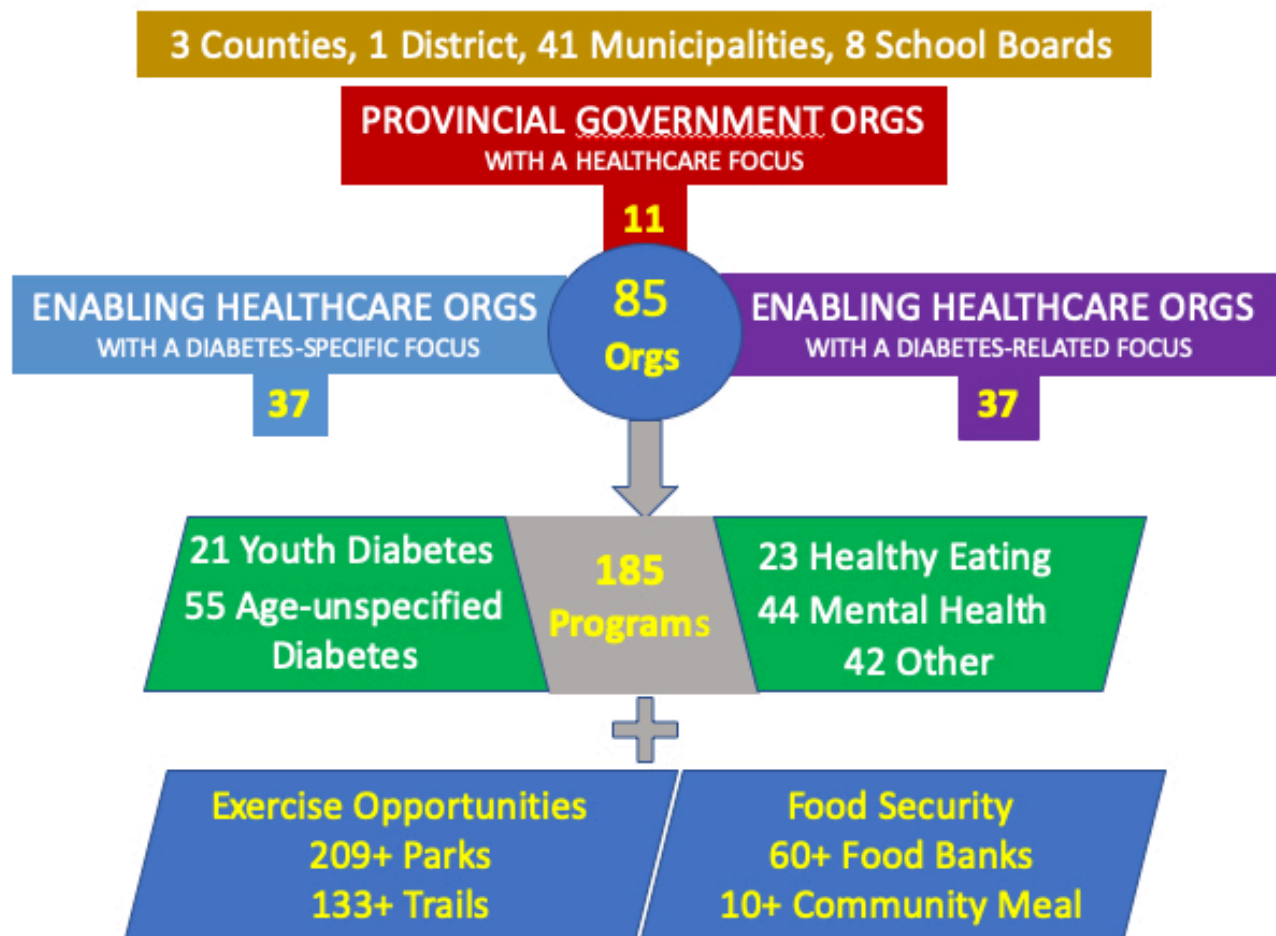 3 Counties, 1 District, 41 Municipalities, 8 School Boards
PROVINCIAL GOVERNMENT ORGS
WITH A HEALTHCARE FOCUS
11
ENABLING HEALTHCARE ORGS
WITH A DIABETES-SPECIFIC FOCUS
37
85
Orgs
ENABLING HEALTHCARE ORGS
WITH A DIABETES-RELATED FOCUS
37
21 Youth Diabetes
55 Age-unspecified
Diabetes
185
Programs
23 Healthy Eating
44 Mental Health
42 Other
Exercise Opportunities
209+ Parks
133+ Trails
Food Security
60+ Food Banks
10+ Community Meal